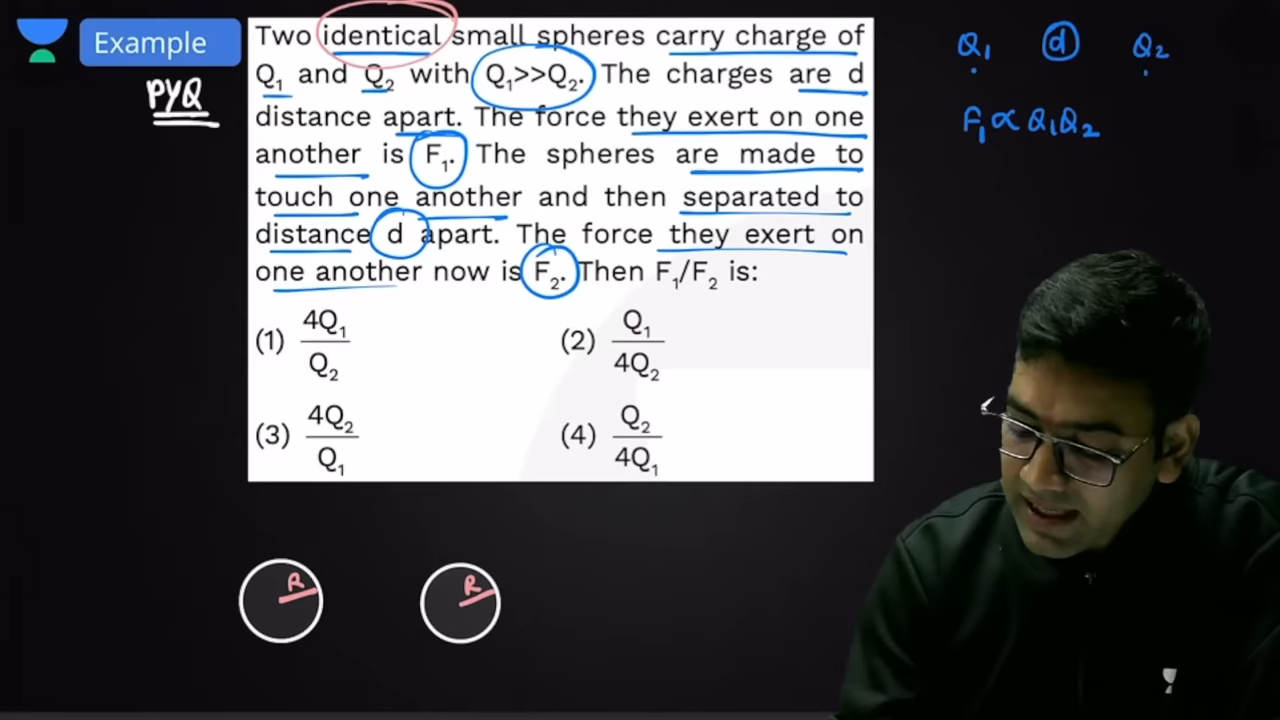 Example
PYQ
Two identical small spheres carry charge of
Q₁ and Q₂ with Q₁>>Q₂. The charges are d
distance apart. The force they exert on one
another is F₁. The spheres are made to
touch one another and then separated to
distance d apart. The force they exert on
one another now is F₂. Then F₁/F₂ is:
(1) 4Q₁/Q₂ (2) Q₁/4Q₂
(3) 4Q₂/Q₁ (4) Q₂/4Q₁
Q₁ d Q₂
F₁ ∝ Q₁Q₂
R R